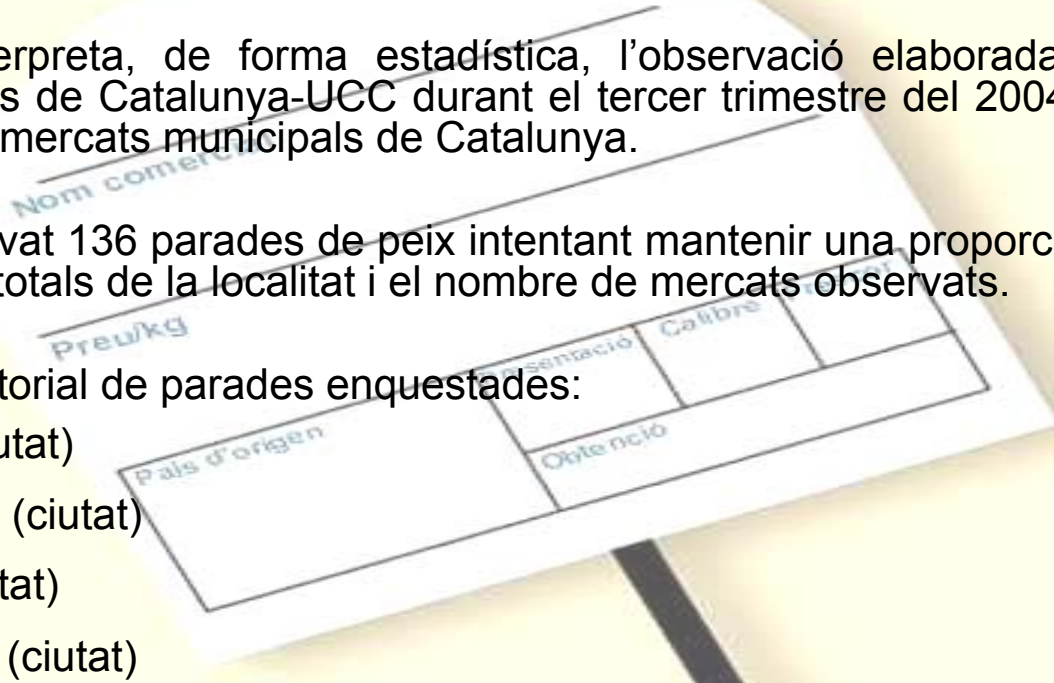 erpreta, de forma estadística, l'observació elaborada
s de Catalunya-UCC durant el tercer trimestre del 2004
mercats municipals de Catalunya.
Nom comercial
vat 136 parades de peix intentant mantenir una proporc
totals de la localitat i el nombre de mercats observats.
Preu/kg
Presentació
Calibre
torial de parades enquestades:
utat)
País d'origen
Obtenció
(ciutat)
tat)
(ciutat)